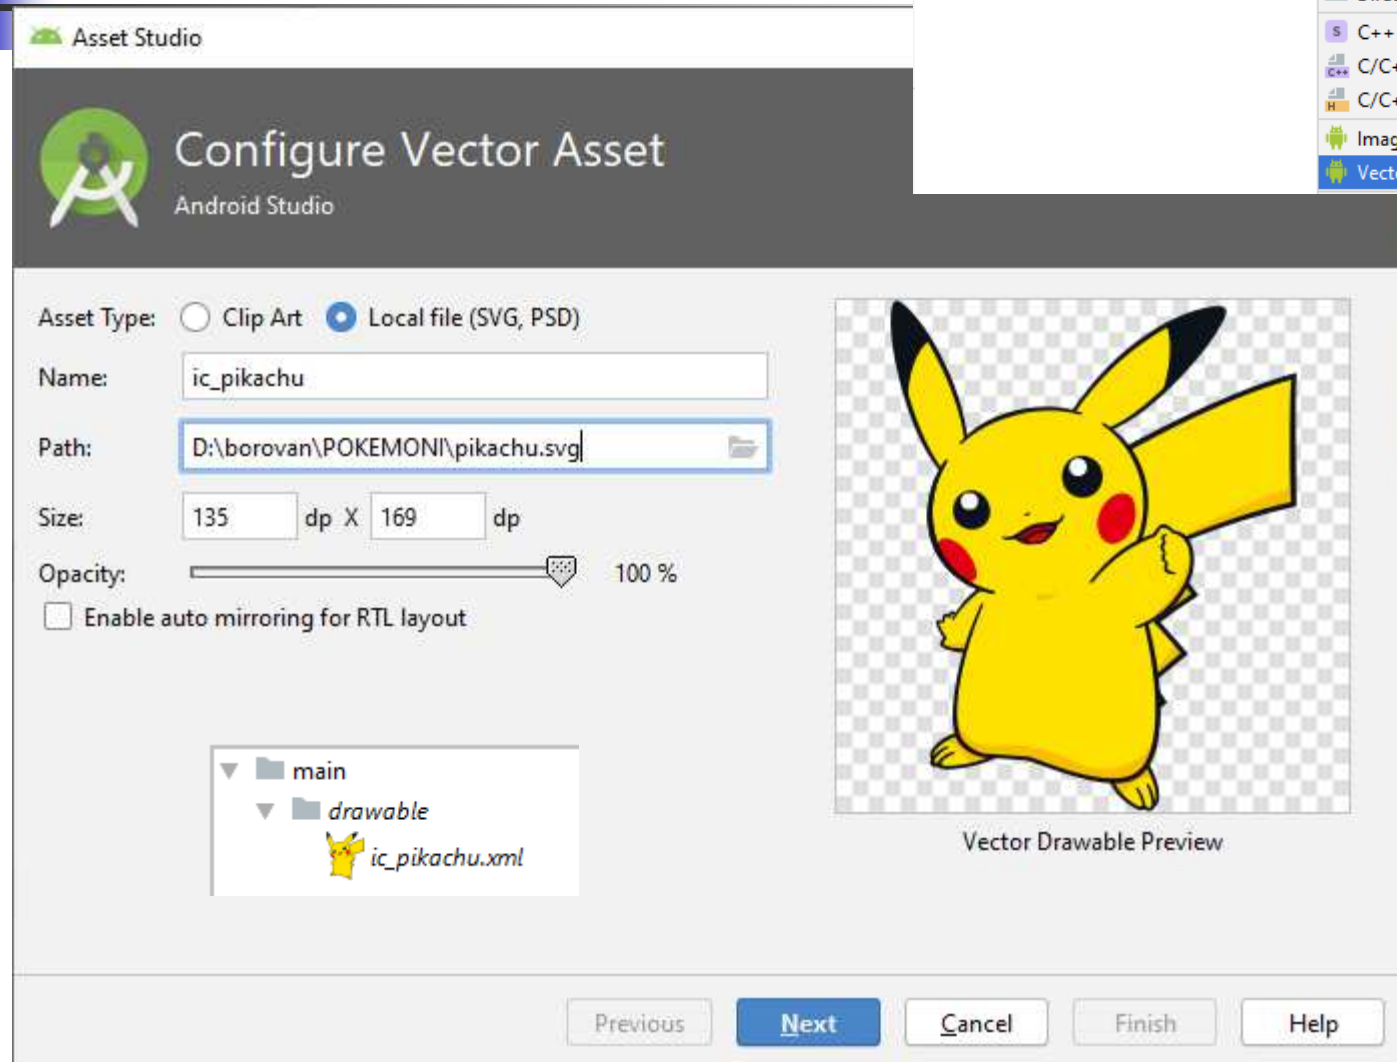 Asset Studio
C++
Configure Vector Asset
Android Studio
Asset Type: Clip Art Local file (SVG, PSD)
Name: ic_pikachu
Path: D:\borovan\POKEMONI\pikachu.svg
Size: 135 dp X 169 dp
Opacity: 100 %
Enable auto mirroring for RTL layout
main
drawable
ic_pikachu.xml
Vector Drawable Preview
Previous Next Cancel Finish Help